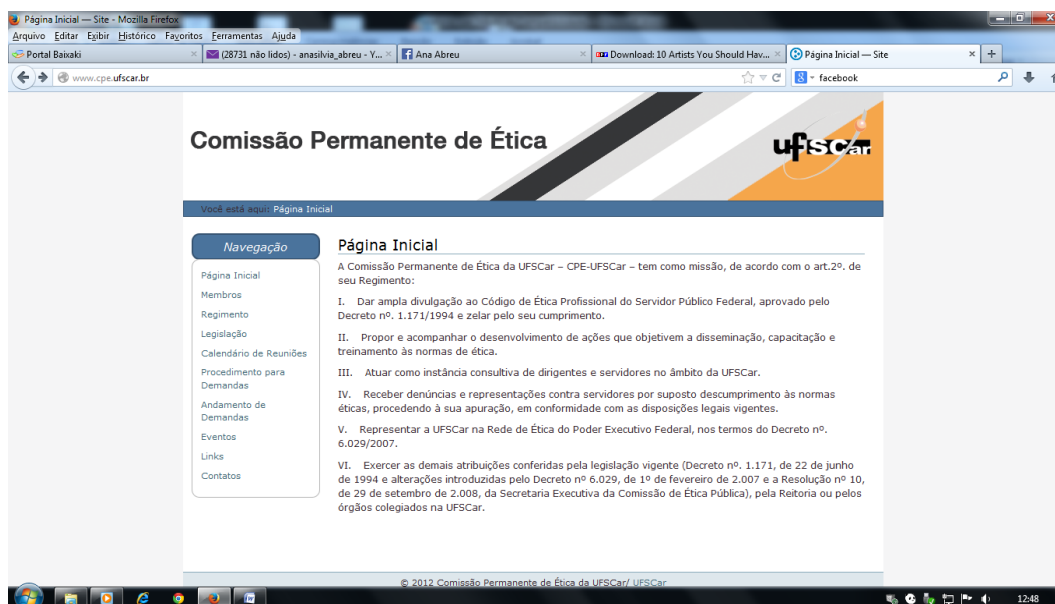 Página Inicial — Site - Mozilla Firefox
Arquivo Editar Exibir Histórico Favoritos Ferramentas Ajuda
Portal Baixaki
(28731 não lidos) - anasilvia_abreu - Y...
Ana Abreu
Download: 10 Artists You Should Hav...
Página Inicial — Site
www.cpe.ufscar.br
facebook
Comissão Permanente de Ética
ufscar
Você está aqui: Página Inicial
Navegação
Página Inicial
Membros
Regimento
Legislação
Calendário de Reuniões
Procedimento para
Demandas
Andamento de
Demandas
Eventos
Links
Contatos
Página Inicial
A Comissão Permanente de Ética da UFSCar – CPE-UFSCar – tem como missão, de acordo com o art.2º. de
seu Regimento:
I. Dar ampla divulgação ao Código de Ética Profissional do Servidor Público Federal, aprovado pelo
Decreto nº. 1.171/1994 e zelar pelo seu cumprimento.
II. Propor e acompanhar o desenvolvimento de ações que objetivem a disseminação, capacitação e
treinamento às normas de ética.
III. Atuar como instância consultiva de dirigentes e servidores no âmbito da UFSCar.
IV. Receber denúncias e representações contra servidores por suposto descumprimento às normas
éticas, procedendo à sua apuração, em conformidade com as disposições legais vigentes.
V. Representar a UFSCar na Rede de Ética do Poder Executivo Federal, nos termos do Decreto nº.
6.029/2007.
VI. Exercer as demais atribuições conferidas pela legislação vigente (Decreto nº. 1.171, de 22 de junho
de 1994 e alterações introduzidas pelo Decreto nº 6.029, de 1º de fevereiro de 2.007 e a Resolução nº 10,
de 29 de setembro de 2.008, da Secretaria Executiva da Comissão de Ética Pública), pela Reitoria ou pelos
órgãos colegiados na UFSCar.
© 2012 Comissão Permanente de Ética da UFSCar/ UFSCar
12:48